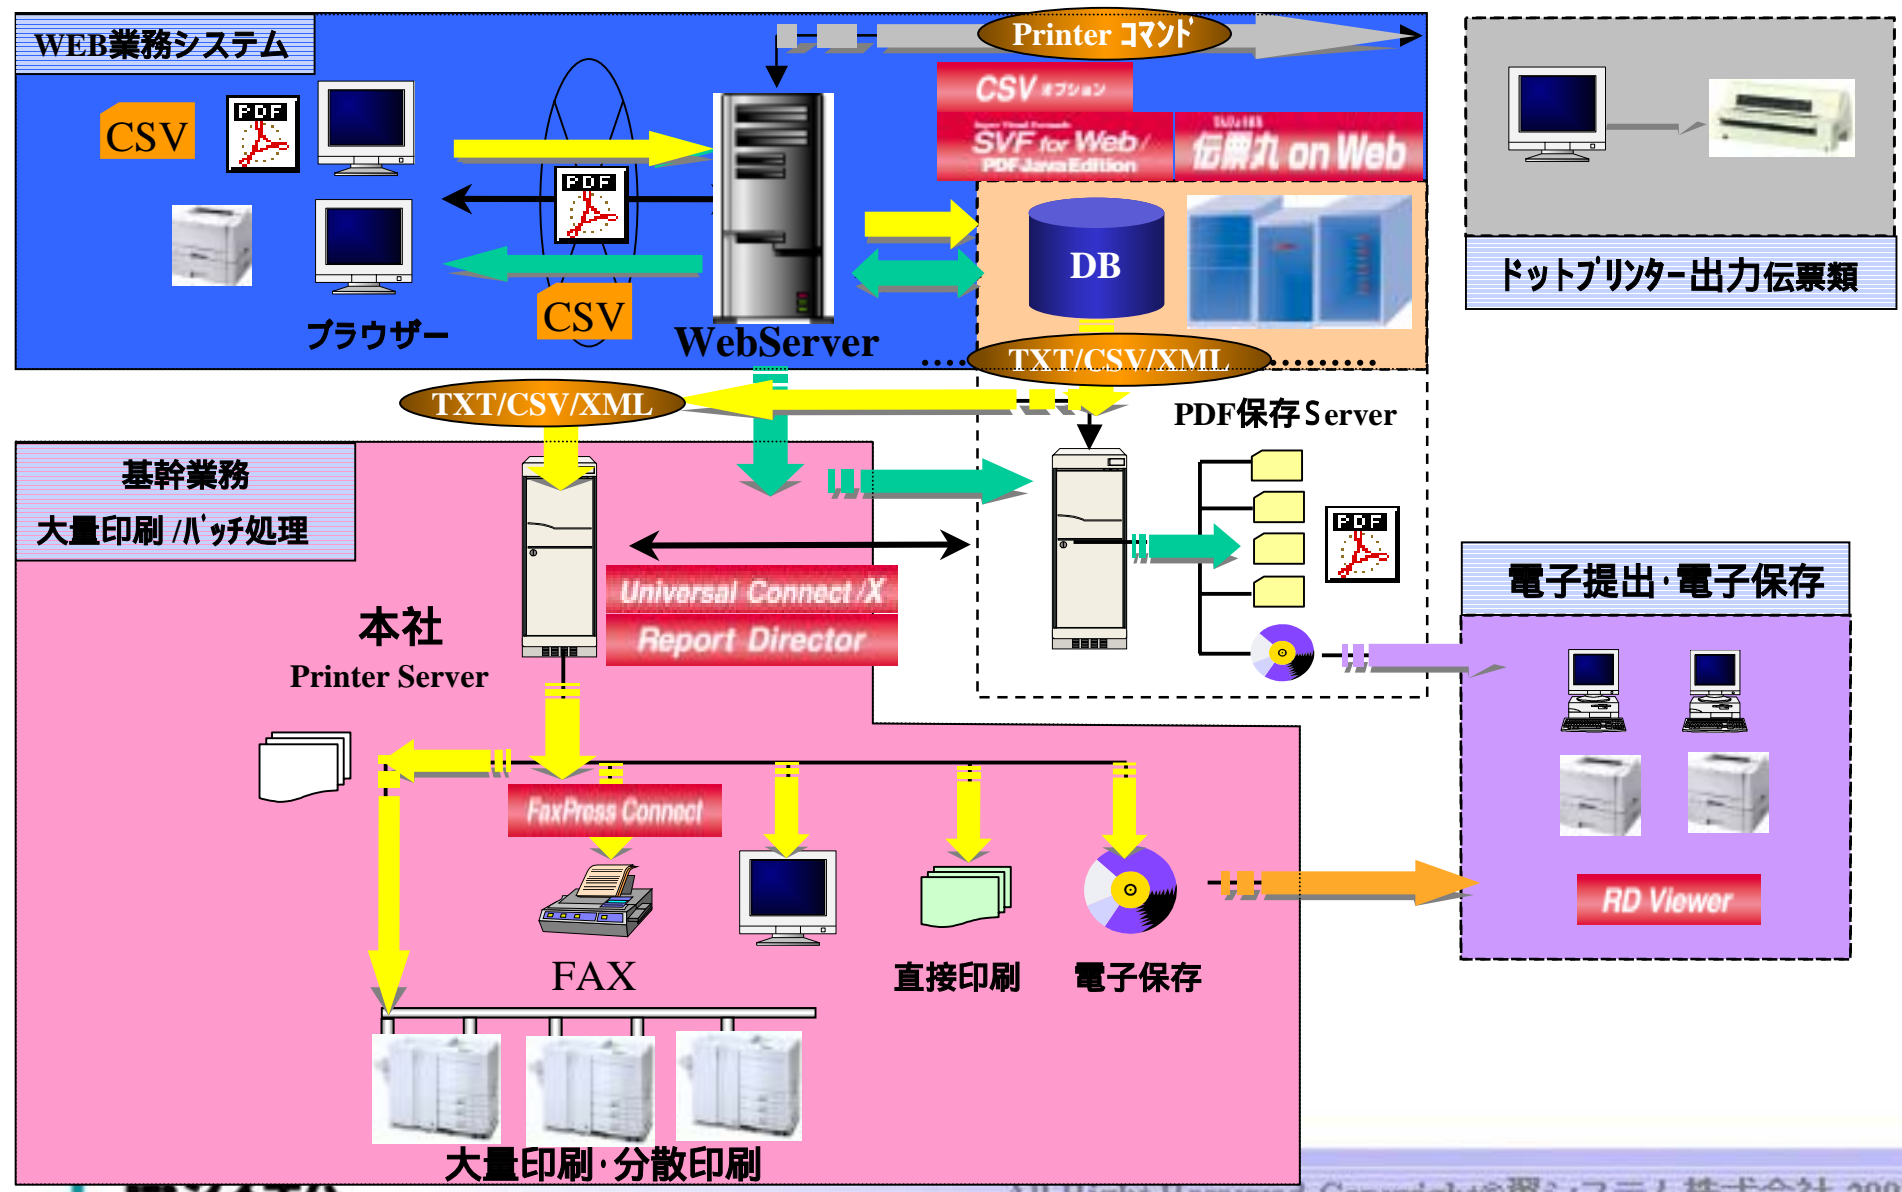 WEB業務システム
Printer コマンド
CSV オプション
CSV
PDF
SVF for Web/
PDF Java Edition
伝票丸 on Web
PDF
DB
CSV
ブラウザー
WebServer
ドットプリンター出力伝票類
TXT/CSV/XML
TXT/CSV/XML
PDF保存Server
基幹業務
大量印刷/バッチ処理
PDF
Universal Connect/X
Report Director
電子提出・電子保存
本社
Printer Server
FaxPress Connect
RD Viewer
FAX
直接印刷
電子保存
大量印刷・分散印刷